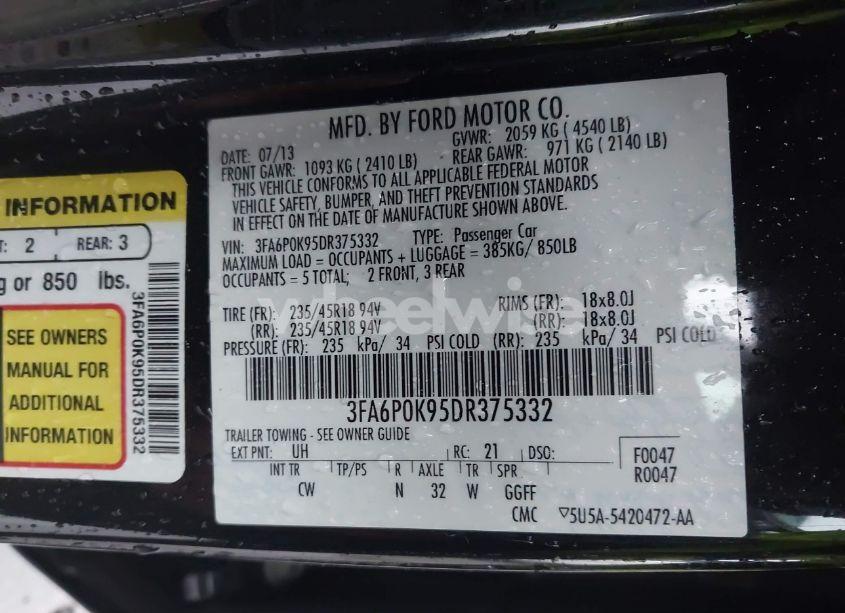 INFORMATION
T: 2 REAR: 3
g or 850 lbs.
SEE OWNERS
MANUAL FOR
ADDITIONAL
INFORMATION
3FA6P0K95DR375332
MFD. BY FORD MOTOR CO.
DATE: 07/13 GVWR: 2059 KG ( 4540 LB)
FRONT GAWR: 1093 KG ( 2410 LB) REAR GAWR: 971 KG ( 2140 LB)
THIS VEHICLE CONFORMS TO ALL APPLICABLE FEDERAL MOTOR
VEHICLE SAFETY, BUMPER, AND THEFT PREVENTION STANDARDS
IN EFFECT ON THE DATE OF MANUFACTURE SHOWN ABOVE.
VIN: 3FA6P0K95DR375332 TYPE: Passenger Car
MAXIMUM LOAD = OCCUPANTS + LUGGAGE = 385KG/ 850LB
OCCUPANTS = 5 TOTAL; 2 FRONT, 3 REAR
wheelwise
TIRE (FR): 235/45R18 94V RIMS (FR): 18x8.0J
(RR): 235/45R18 94V (RR): 18x8.0J
PRESSURE (FR): 235 kPa/ 34 PSI COLD (RR): 235 kPa/ 34 PSI COLD
3FA6P0K95DR375332
TRAILER TOWING - SEE OWNER GUIDE
EXT PNT: UH RC: 21 DSO: F0047
R0047
INT TR TP/PS R AXLE TR SPR
CW N 32 W GGFF
CMC ▽5U5A-5420472-AA